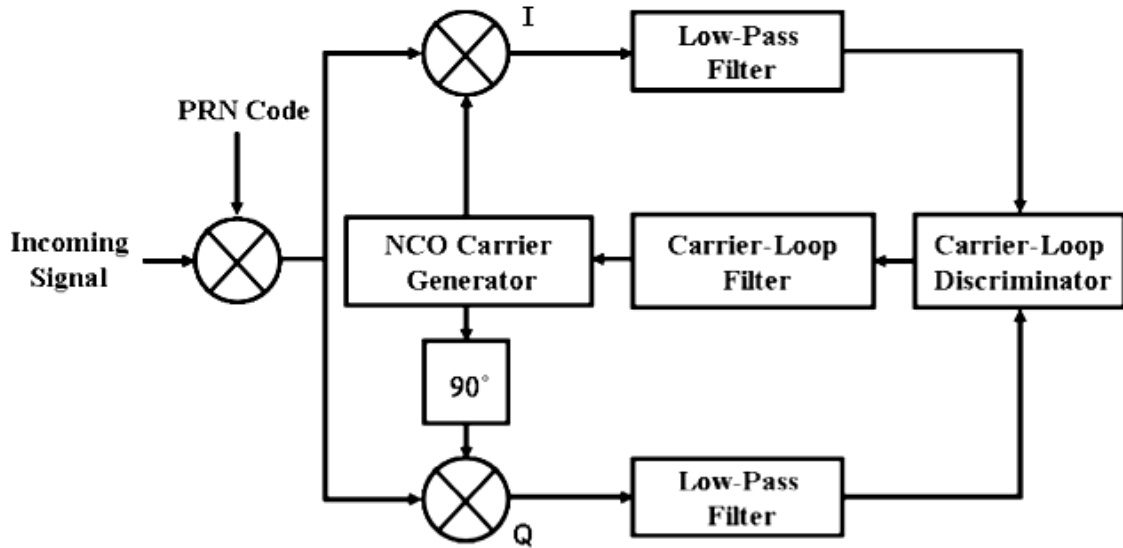 I
Low-Pass
Filter
PRN Code
Incoming
Signal
NCO Carrier
Generator
Carrier-Loop
Filter
Carrier-Loop
Discriminator
90°
Low-Pass
Filter
Q